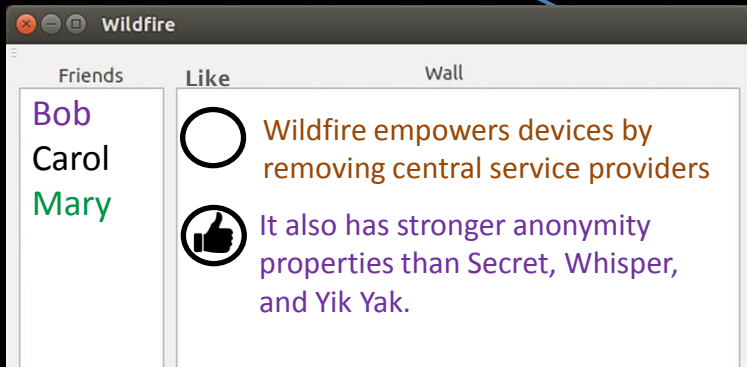 Wildfire
Friends
Like
Wall
Bob
Carol
Mary
Wildfire empowers devices by
removing central service providers
It also has stronger anonymity
properties than Secret, Whisper,
and Yik Yak.